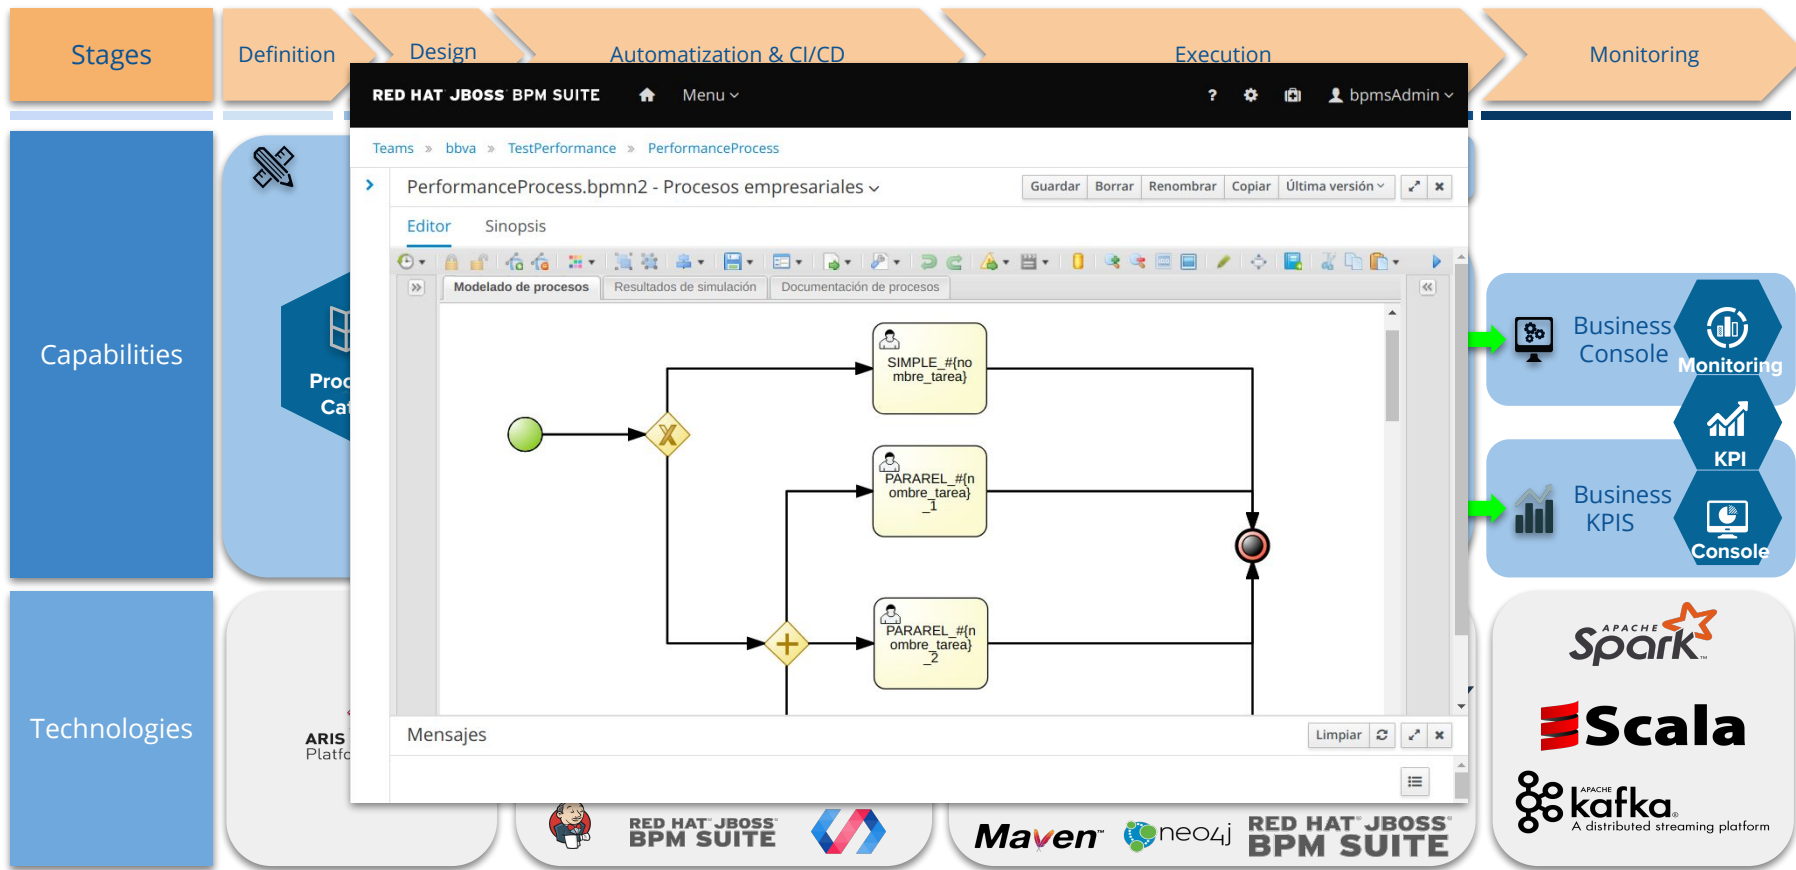 Stages
Definition
Design
Automatization & CI/CD
Execution
Monitoring
RED HAT JBOSS BPM SUITE
Menu
?
bpmsAdmin
Teams » bbva » TestPerformance » PerformanceProcess
PerformanceProcess.bpmn2 - Procesos empresariales
Guardar
Borrar
Renombrar
Copiar
Última versión
Editor
Sinopsis
Modelado de procesos
Resultados de simulación
Documentación de procesos
SIMPLE_#{no
mbre_tarea}
PARAREL_#{n
ombre_tarea}
_1
PARAREL_#{n
ombre_tarea}
_2
Mensajes
Limpiar
Capabilities
Proc
Cat
Business
Console
Monitoring
KPI
Business
KPIS
Console
Technologies
ARIS
Platfo
RED HAT JBOSS
BPM SUITE
Maven™
neo4j
RED HAT JBOSS
BPM SUITE
APACHE
Spark™
Scala
APACHE
kafka®
A distributed streaming platform